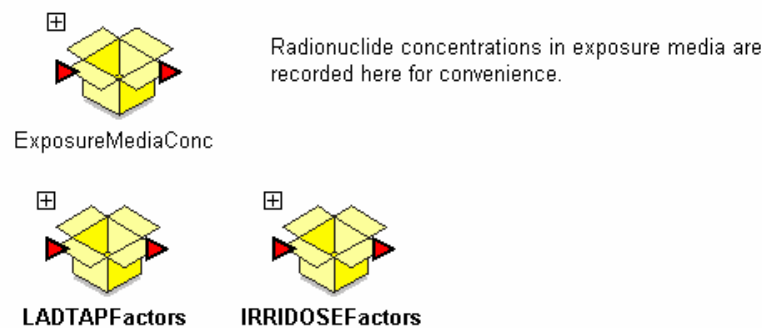 Radionuclide concentrations in exposure media are
recorded here for convenience.
ExposureMediaConc
LADTAPFactors
IRRIDOSEFactors